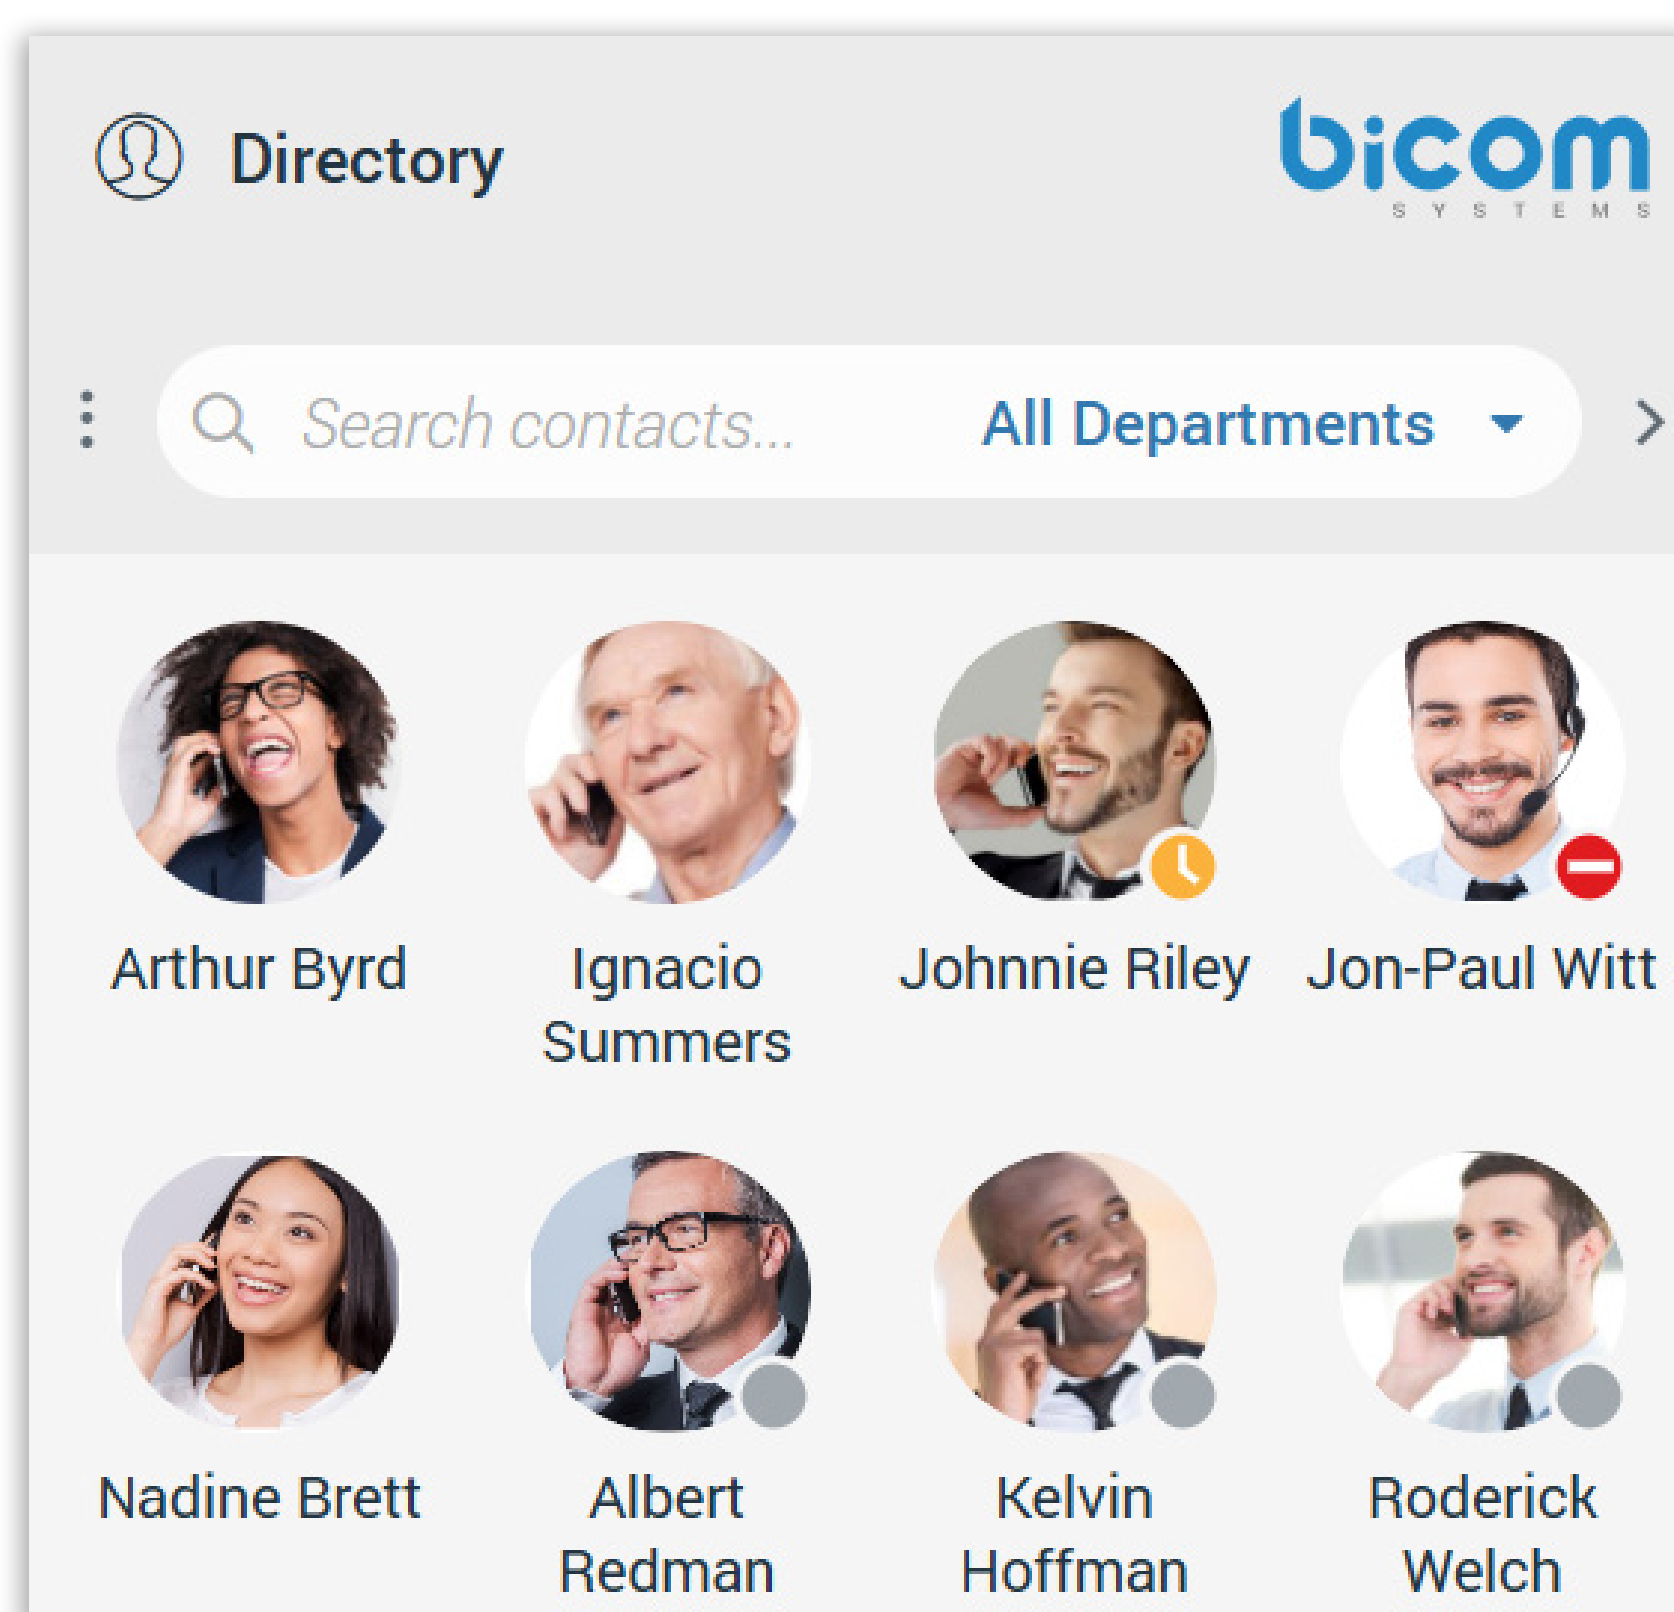 Directory
bicom
SYSTEMS
Search contacts...
All Departments
Arthur Byrd
Ignacio
Summers
Johnnie Riley
Jon-Paul Witt
Nadine Brett
Albert
Redman
Kelvin
Hoffman
Roderick
Welch